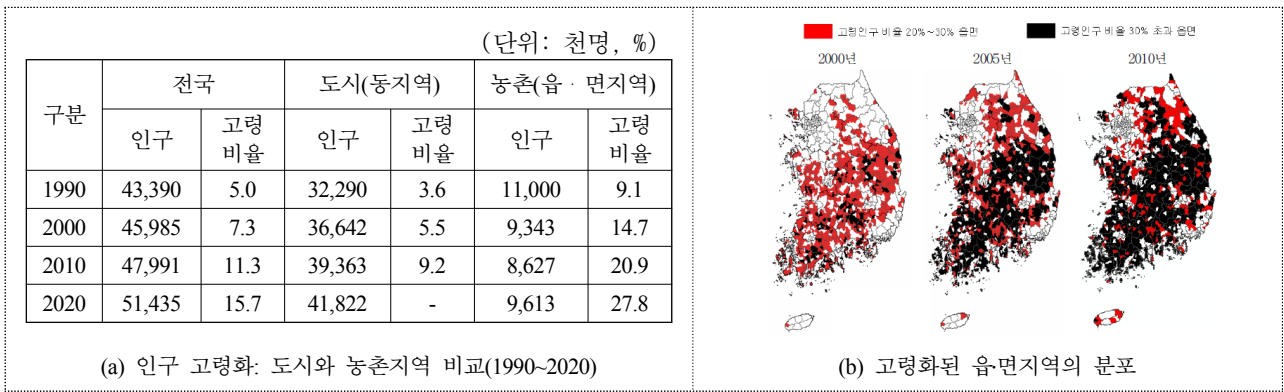 (단위: 천명, %)
구분 전국 도시(동지역) 농촌(읍 · 면지역)
인구 고령비율 인구 고령비율 인구 고령비율
1990 43,390 5.0 32,290 3.6 11,000 9.1
2000 45,985 7.3 36,642 5.5 9,343 14.7
2010 47,991 11.3 39,363 9.2 8,627 20.9
2020 51,435 15.7 41,822 - 9,613 27.8
(a) 인구 고령화: 도시와 농촌지역 비교(1990~2020)
고령인구 비율 20%~30% 읍면 고령인구 비율 30% 초과 읍면
2000년 2005년 2010년
(b) 고령화된 읍면지역의 분포